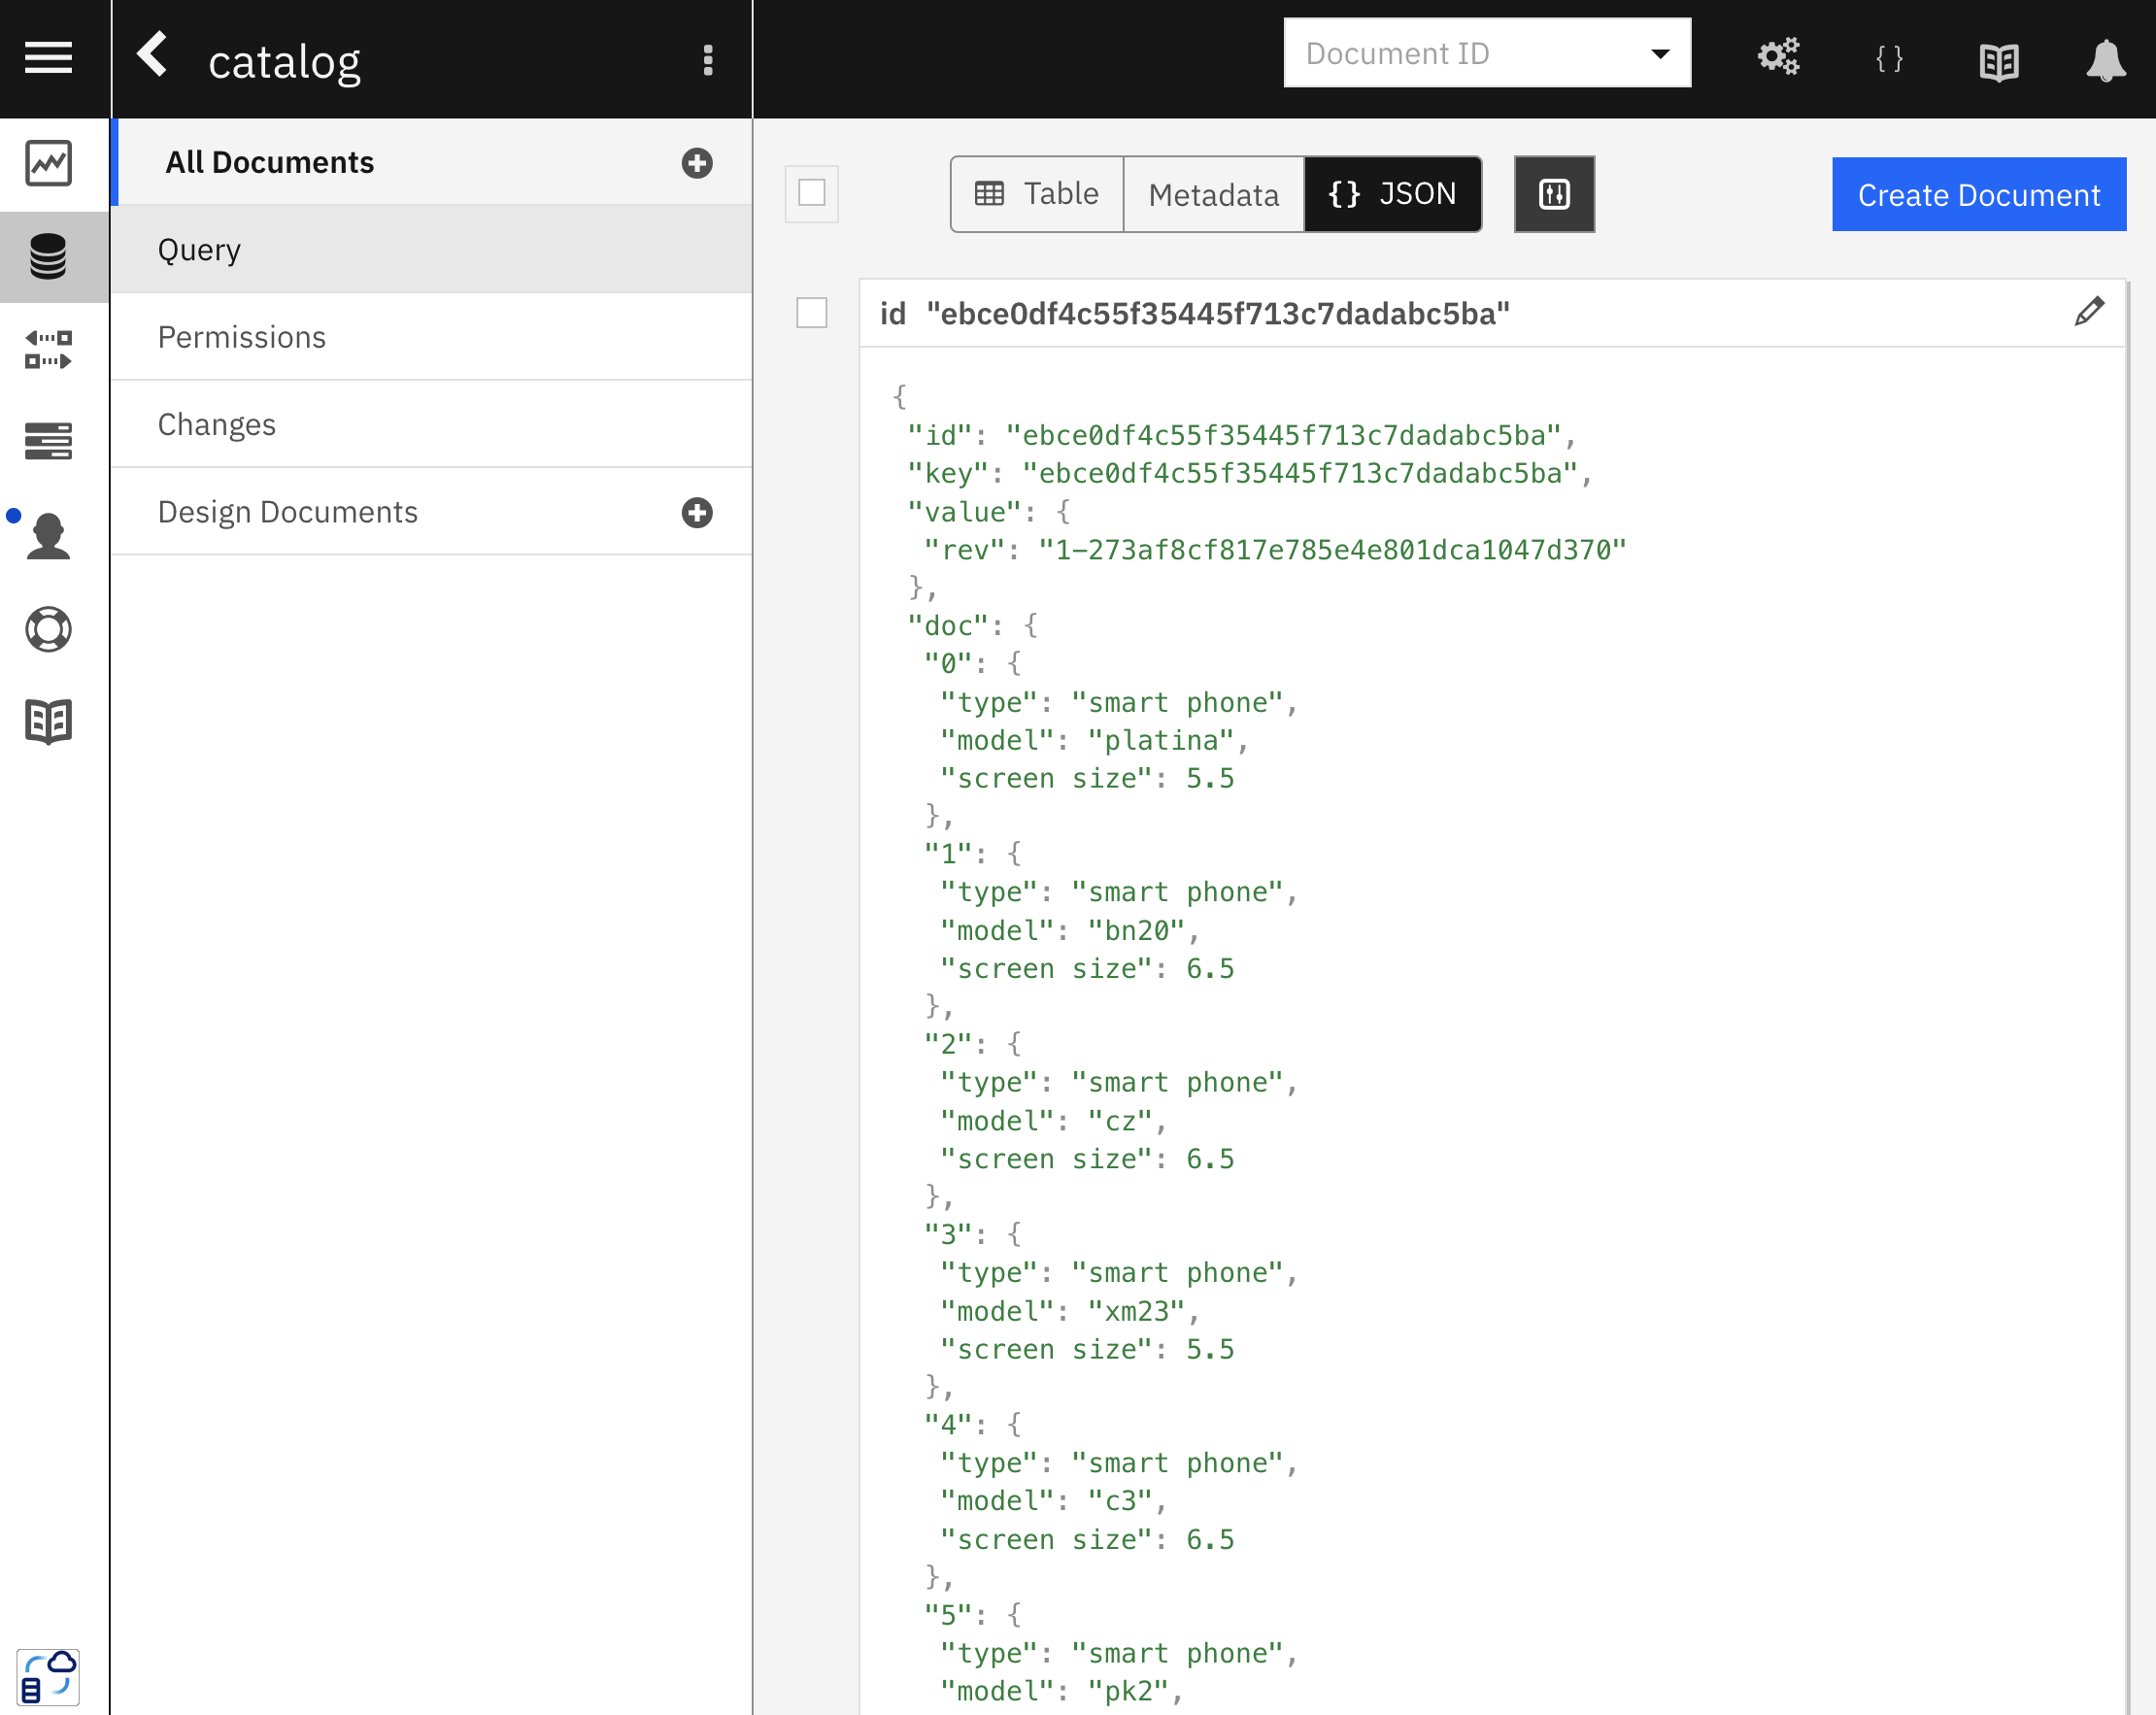 catalog
Document ID
All Documents
Query
Permissions
Changes
Design Documents
Table
Metadata
{} JSON
Create Document
id "ebce0df4c55f35445f713c7dadabc5ba"
{
"id": "ebce0df4c55f35445f713c7dadabc5ba",
"key": "ebce0df4c55f35445f713c7dadabc5ba",
"value": {
"rev": "1-273af8cf817e785e4e801dca1047d370"
},
"doc": {
"0": {
"type": "smart phone",
"model": "platina",
"screen size": 5.5
},
"1": {
"type": "smart phone",
"model": "bn20",
"screen size": 6.5
},
"2": {
"type": "smart phone",
"model": "cz",
"screen size": 6.5
},
"3": {
"type": "smart phone",
"model": "xm23",
"screen size": 5.5
},
"4": {
"type": "smart phone",
"model": "c3",
"screen size": 6.5
},
"5": {
"type": "smart phone",
"model": "pk2",